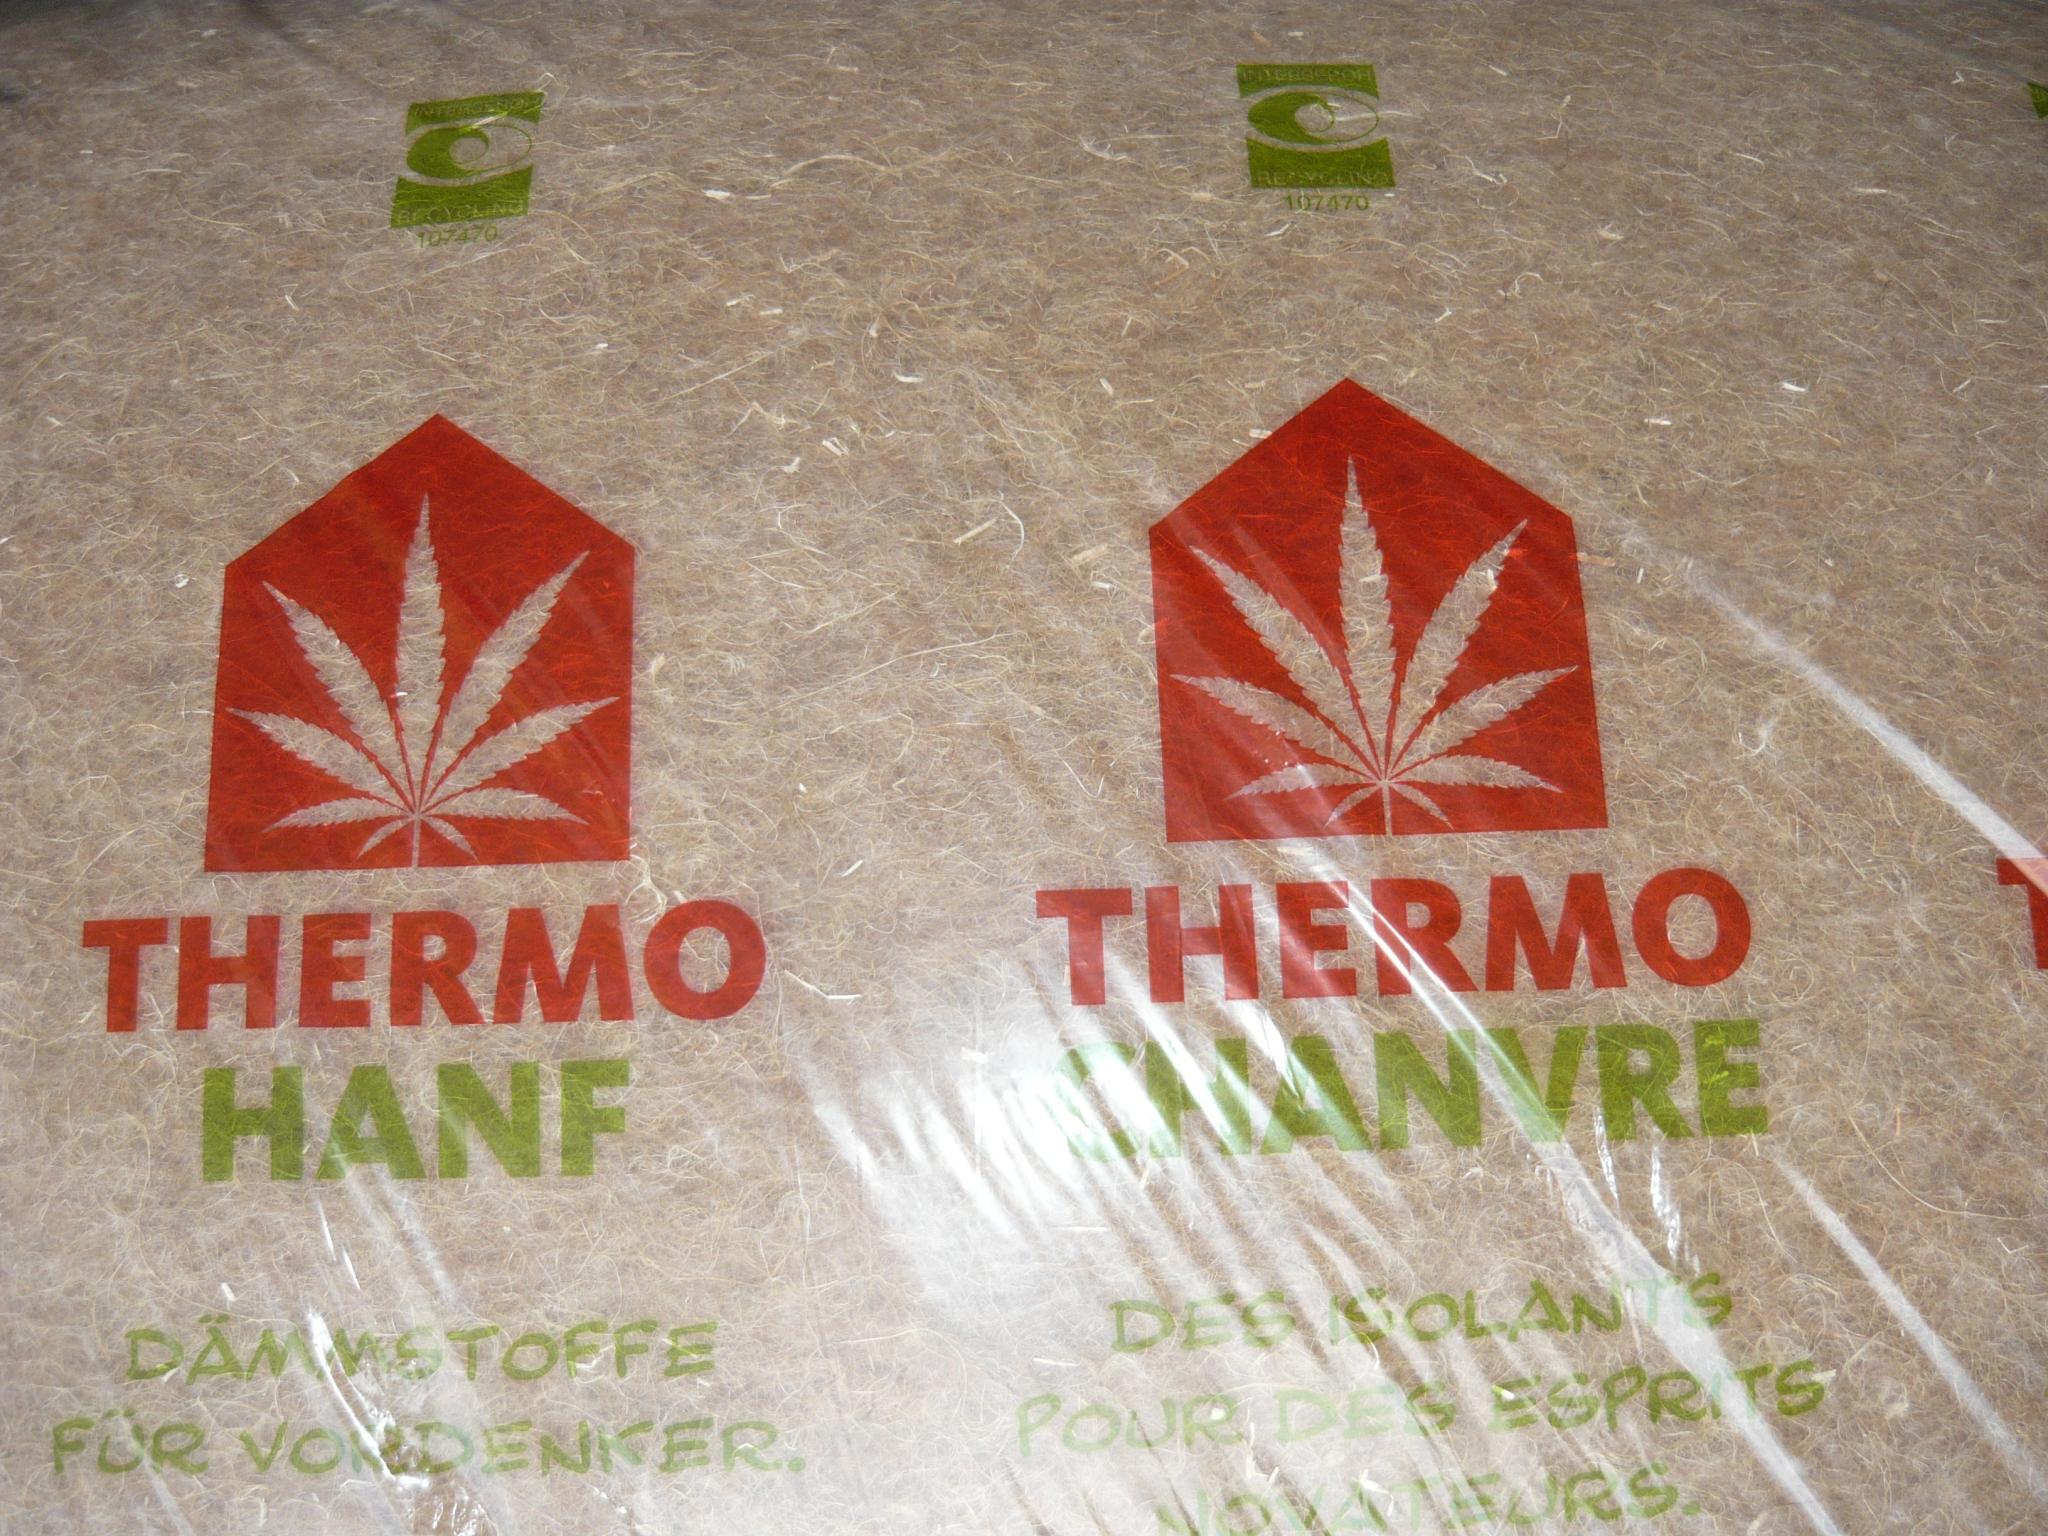 INTERSEROH
RECYCLING
107470
INTERSEROH
RECYCLING
107470
THERMO
HANF
DÄMMSTOFFE
FÜR VORDENKER.
THERMO
CHANVRE
DES ISOLANTS
POUR DES ESPRITS
NOVATEURS.